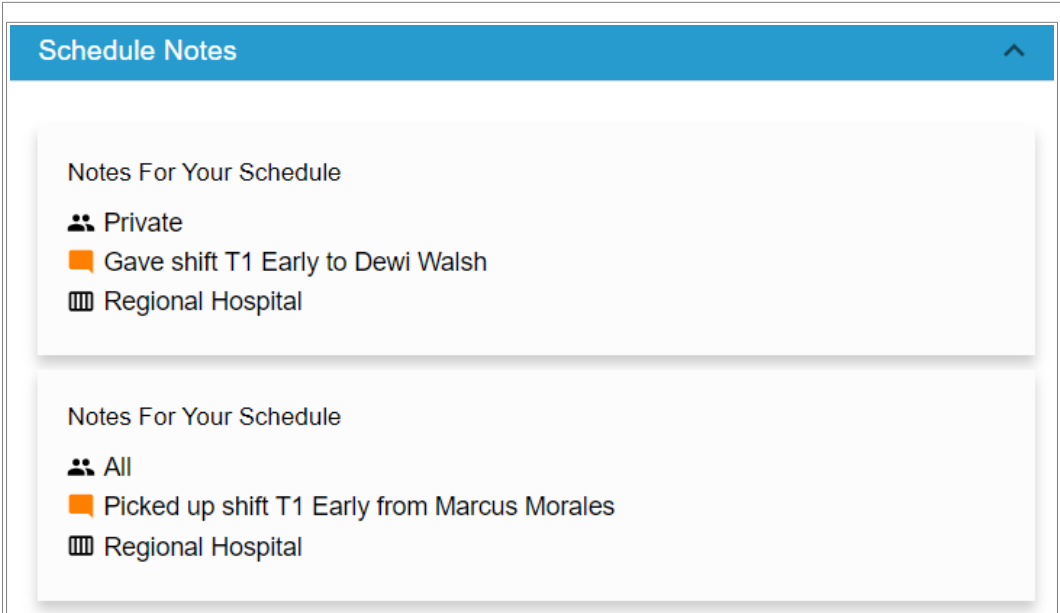 Schedule Notes
Notes For Your Schedule
Private
Gave shift T1 Early to Dewi Walsh
Regional Hospital
Notes For Your Schedule
All
Picked up shift T1 Early from Marcus Morales
Regional Hospital